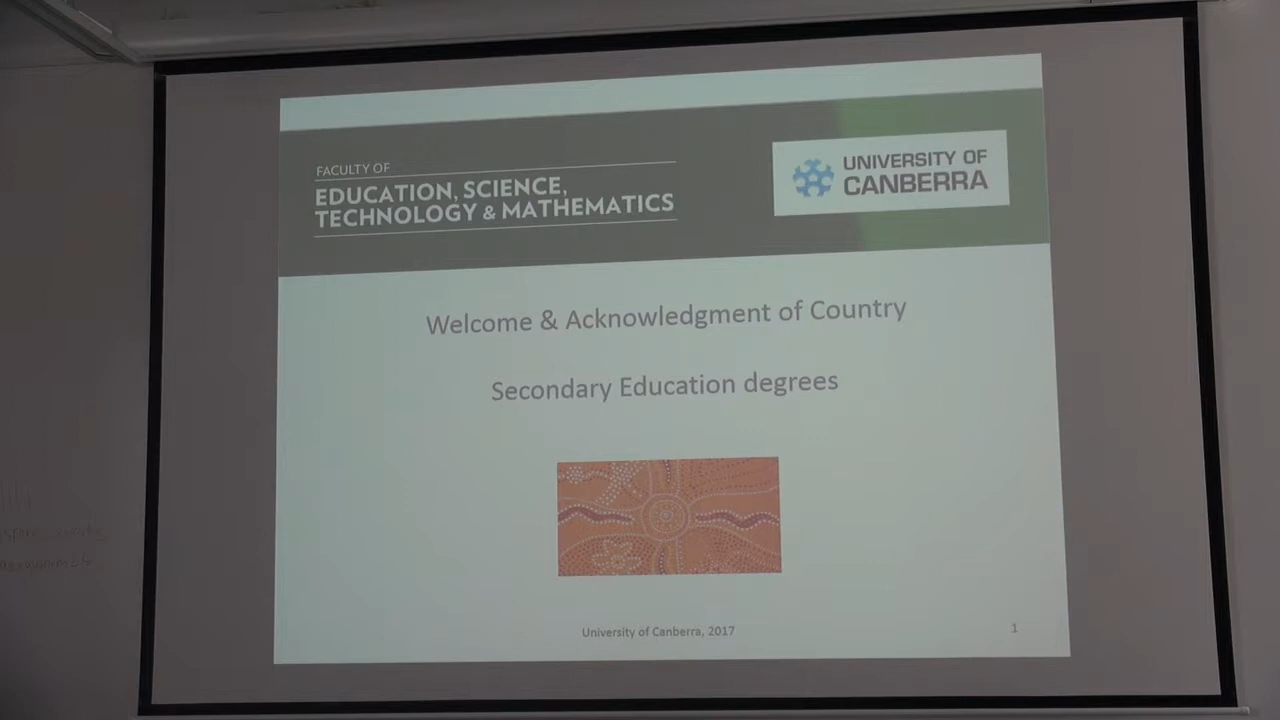 FACULTY OF
EDUCATION, SCIENCE,
TECHNOLOGY & MATHEMATICS
UNIVERSITY OF
CANBERRA
Welcome & Acknowledgment of Country
Secondary Education degrees
University of Canberra, 2017
1